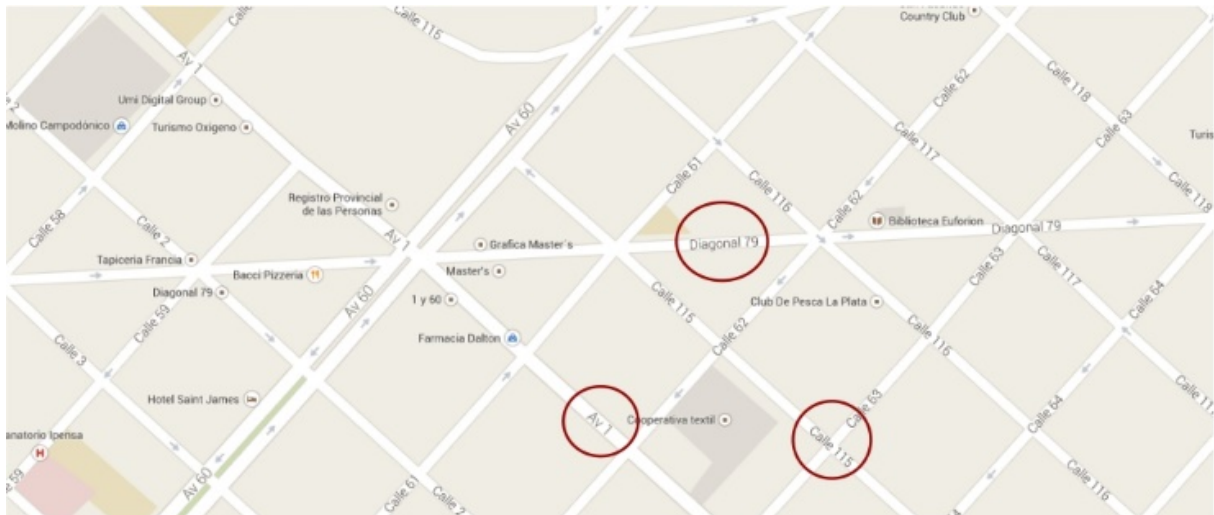 Country Club
Calle 115
Av 1
Calle 118
Calle 62
Umi Digital Group
Av 60
Calle 63
Molino Campodónico
Turismo Oxigeno
Calle 117
Turis
Calle 61
Calle 116
Registro Provincial
de las Personas
Calle 118
Calle 58
Calle 62
Biblioteca Euforion
Calle 2
Av 1
Grafica Master's
Diagonal 79
Diagonal 79
Tapiceria Francia
Bacci Pizzeria
Master's
Calle 63
Calle 117
Diagonal 79
Av 60
1 y 60
Calle 115
Club De Pesca La Plata
Calle 64
Calle 59
Calle 3
Farmacia Dalton
Calle 62
Calle 116
Hotel Saint James
Calle 63
Calle 64
Av 1
Cooperativa textil
anatorio Ipensa
H
Calle 115
59
Av 60
Calle 61
Calle 2
Calle 116